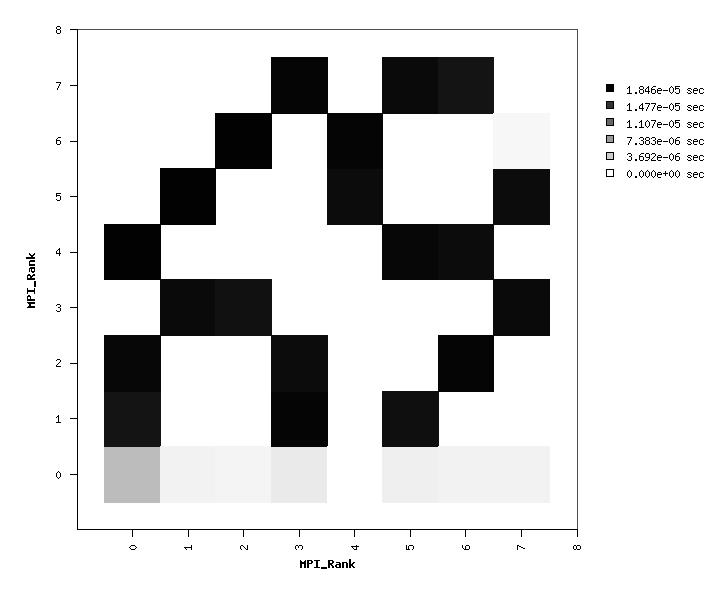 8
7
6
5
4
3
2
1
0
MPI_Rank
0 1 2 3 4 5 6 7 8
MPI_Rank
1.846e-05 sec
1.477e-05 sec
1.107e-05 sec
7.383e-06 sec
3.692e-06 sec
0.000e+00 sec